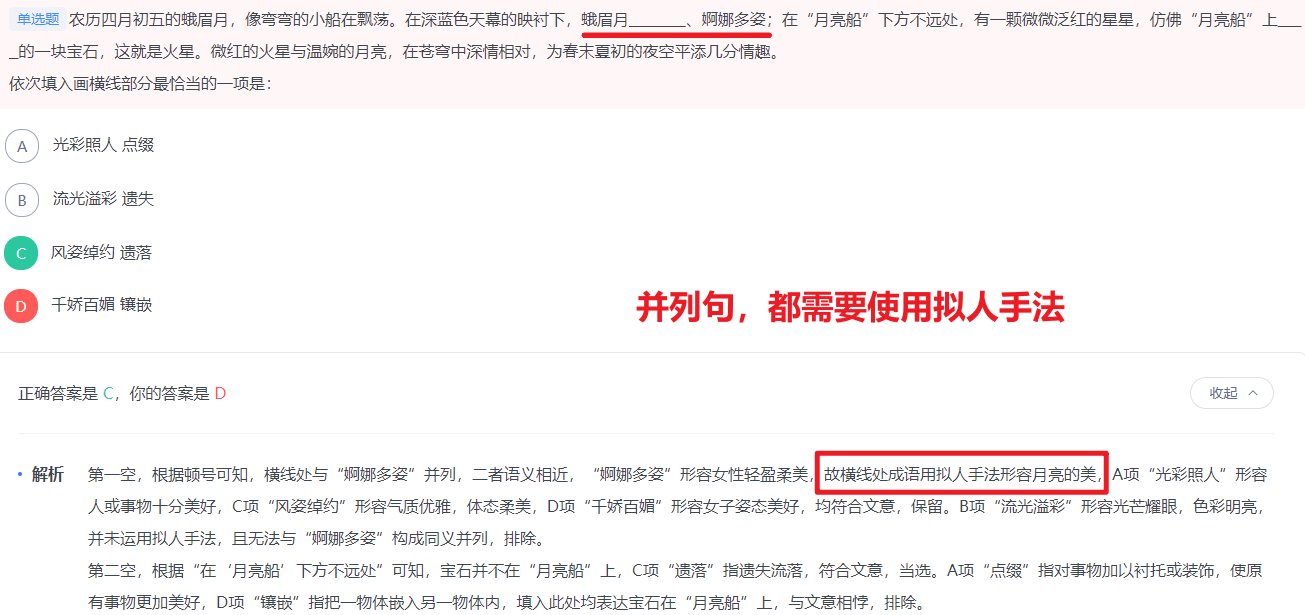 单选题 农历四月初五的蛾眉月，像弯弯的小船在飘荡。在深蓝色天幕的映衬下，蛾眉月________、婀娜多姿；在“月亮船”下方不远处，有一颗微微泛红的星星，仿佛“月亮船”上___
_的一块宝石，这就是火星。微红的火星与温婉的月亮，在苍穹中深情相对，为春末夏初的夜空平添几分情趣。
依次填入画横线部分最恰当的一项是：
A 光彩照人 点缀
B 流光溢彩 遗失
C 风姿绰约 遗落
D 千娇百媚 镶嵌
并列句，都需要使用拟人手法
正确答案是 C，你的答案是 D
收起
解析 第一空，根据顿号可知，横线处与“婀娜多姿”并列，二者语义相近，“婀娜多姿”形容女性轻盈柔美，故横线处成语用拟人手法形容月亮的美，A项“光彩照人”形容
人或事物十分美好，C项“风姿绰约”形容气质优雅，体态柔美，D项“千娇百媚”形容女子姿态美好，均符合文意，保留。B项“流光溢彩”形容光芒耀眼，色彩明亮，
并未运用拟人手法，且无法与“婀娜多姿”构成同义并列，排除。
第二空，根据“在‘月亮船’下方不远处”可知，宝石并不在“月亮船”上，C项“遗落”指遗失流落，符合文意，当选。A项“点缀”指对事物加以衬托或装饰，使原
有事物更加美好，D项“镶嵌”指把一物体嵌入另一物体内，填入此处均表达宝石在“月亮船”上，与文意相悖，排除。